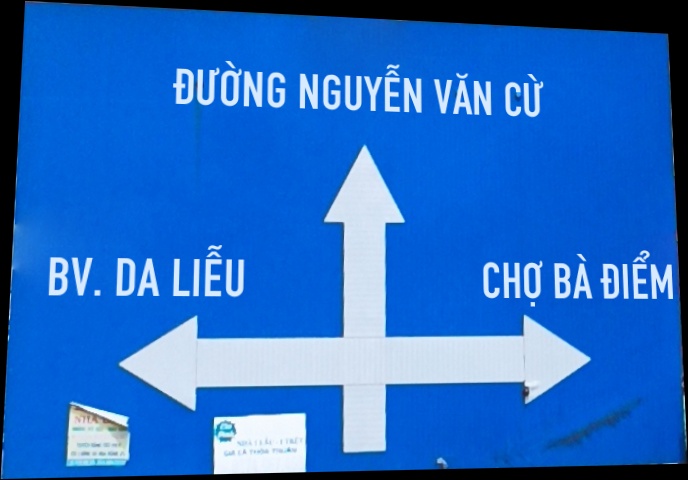 ĐƯỜNG NGUYỄN VĂN CỪ
BV. DA LIỄU
CHỢ BÀ ĐIỂM